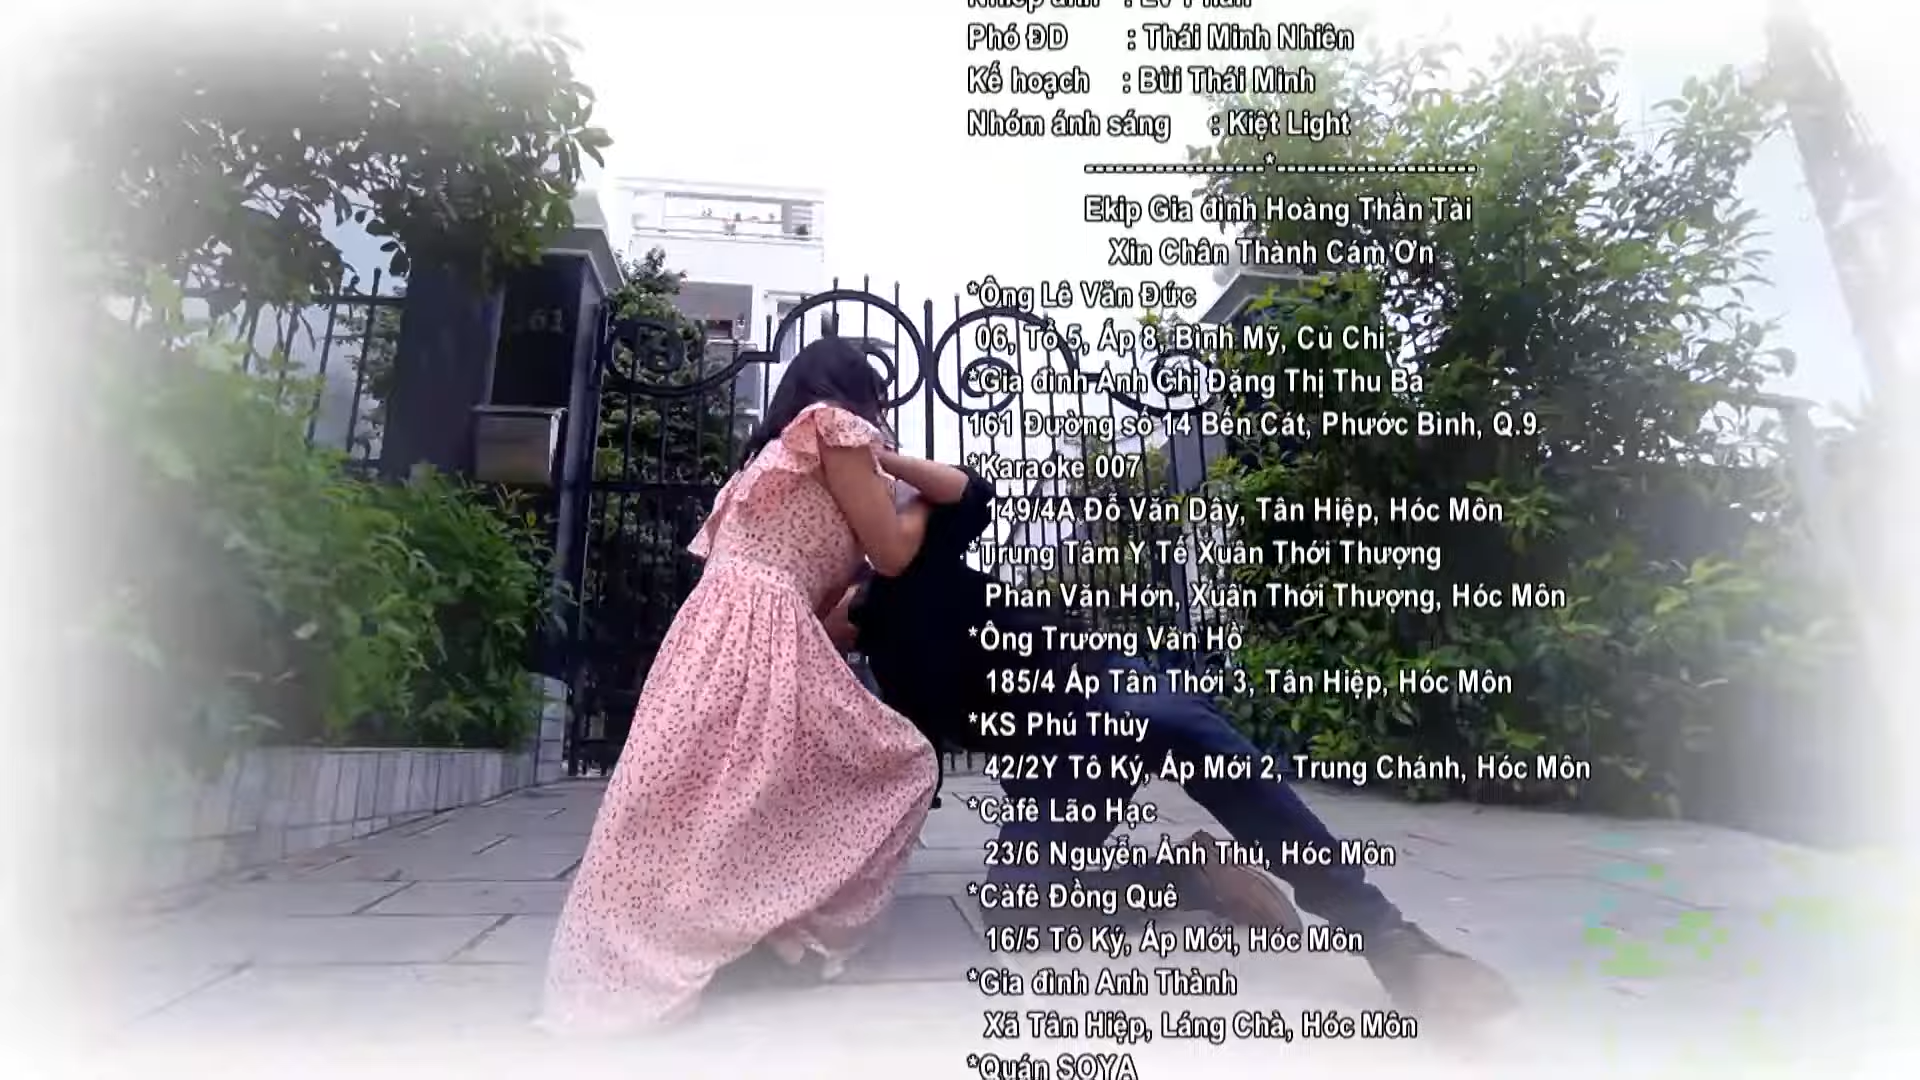 Phó ĐD : Thái Minh Nhiên
Kế hoạch : Bùi Thái Minh
Nhóm ánh sáng : Kiệt Light
------------------*--------------------
Ekip Gia đình Hoàng Thần Tài
Xin Chân Thành Cám Ơn
*Ông Lê Văn Đức
06, Tổ 5, Ấp 8, Bình Mỹ, Củ Chi
*Gia đình Anh Chị Đặng Thị Thu Ba
161 Đường số 14 Bến Cát, Phước Bình, Q.9
*Karaoke 007
149/4A Đỗ Văn Dây, Tân Hiệp, Hóc Môn
*Trung Tâm Y Tế Xuân Thới Thượng
Phan Văn Hớn, Xuân Thới Thượng, Hóc Môn
*Ông Trương Văn Hồ
185/4 Ấp Tân Thới 3, Tân Hiệp, Hóc Môn
*KS Phú Thủy
42/2Y Tô Ký, Ấp Mới 2, Trung Chánh, Hóc Môn
*Càfê Lão Hạc
23/6 Nguyễn Ảnh Thủ, Hóc Môn
*Càfê Đồng Quê
16/5 Tô Ký, Ấp Mới, Hóc Môn
*Gia đình Anh Thành
Xã Tân Hiệp, Láng Chà, Hóc Môn
*Quán SOYA